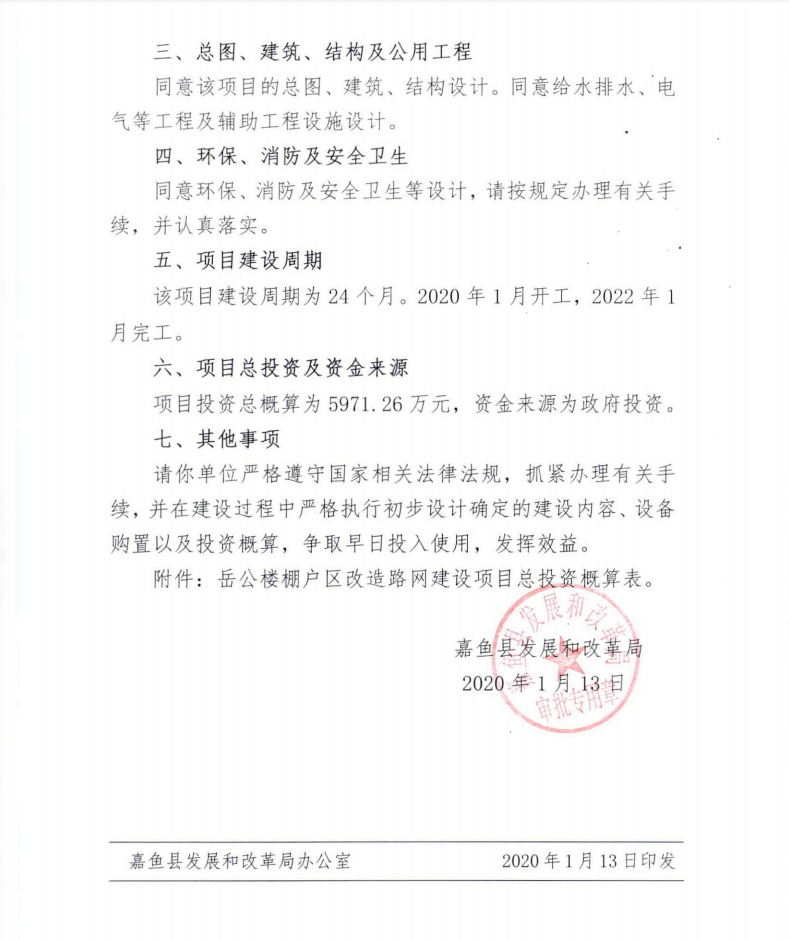 三、总图、建筑、结构及公用工程
同意该项目的总图、建筑、结构设计。同意给水排水、电
气等工程及辅助工程设施设计。
四、环保、消防及安全卫生
同意环保、消防及安全卫生等设计，请按规定办理有关手
续，并认真落实。
五、项目建设周期
该项目建设周期为 24 个月。2020 年 1 月开工，2022 年 1
月完工。
六、项目总投资及资金来源
项目投资总概算为 5971.26 万元，资金来源为政府投资。
七、其他事项
请你单位严格遵守国家相关法律法规，抓紧办理有关手
续，并在建设过程中严格执行初步设计确定的建设内容、设备
购置以及投资概算，争取早日投入使用，发挥效益。
附件：岳公楼棚户区改造路网建设项目总投资概算表。
嘉鱼县发展和改革局
2020 年 1 月 13 日
嘉鱼县发展和改革局
审批专用章
嘉鱼县发展和改革局办公室 2020 年 1 月 13 日印发